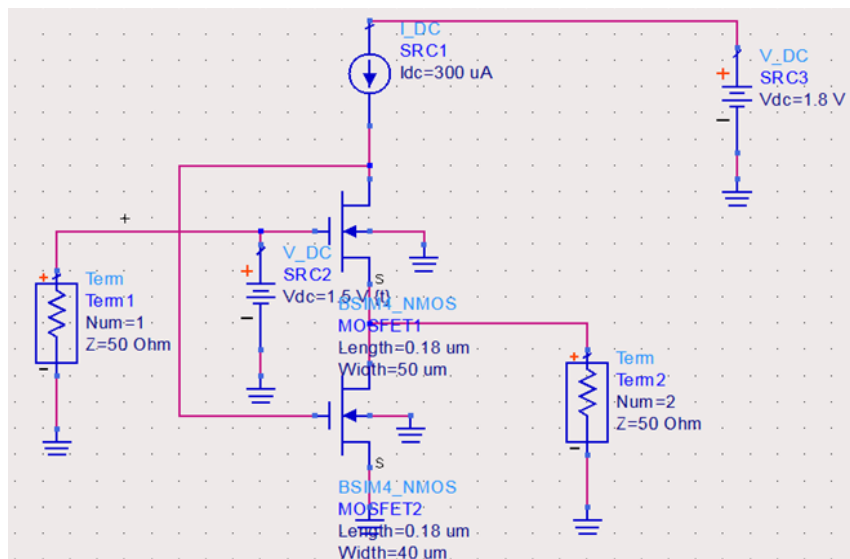 I_DC
SRC1
Idc=300 uA
V_DC
SRC3
Vdc=1.8 V
V_DC
SRC2
Vdc=1.5 V {t}
S
BSIM4_NMOS
MOSFET1
Length=0.18 um
Width=50 um
Term
Term1
Num=1
Z=50 Ohm
Term
Term2
Num=2
Z=50 Ohm
S
BSIM4_NMOS
MOSFET2
Length=0.18 um
Width=40 um